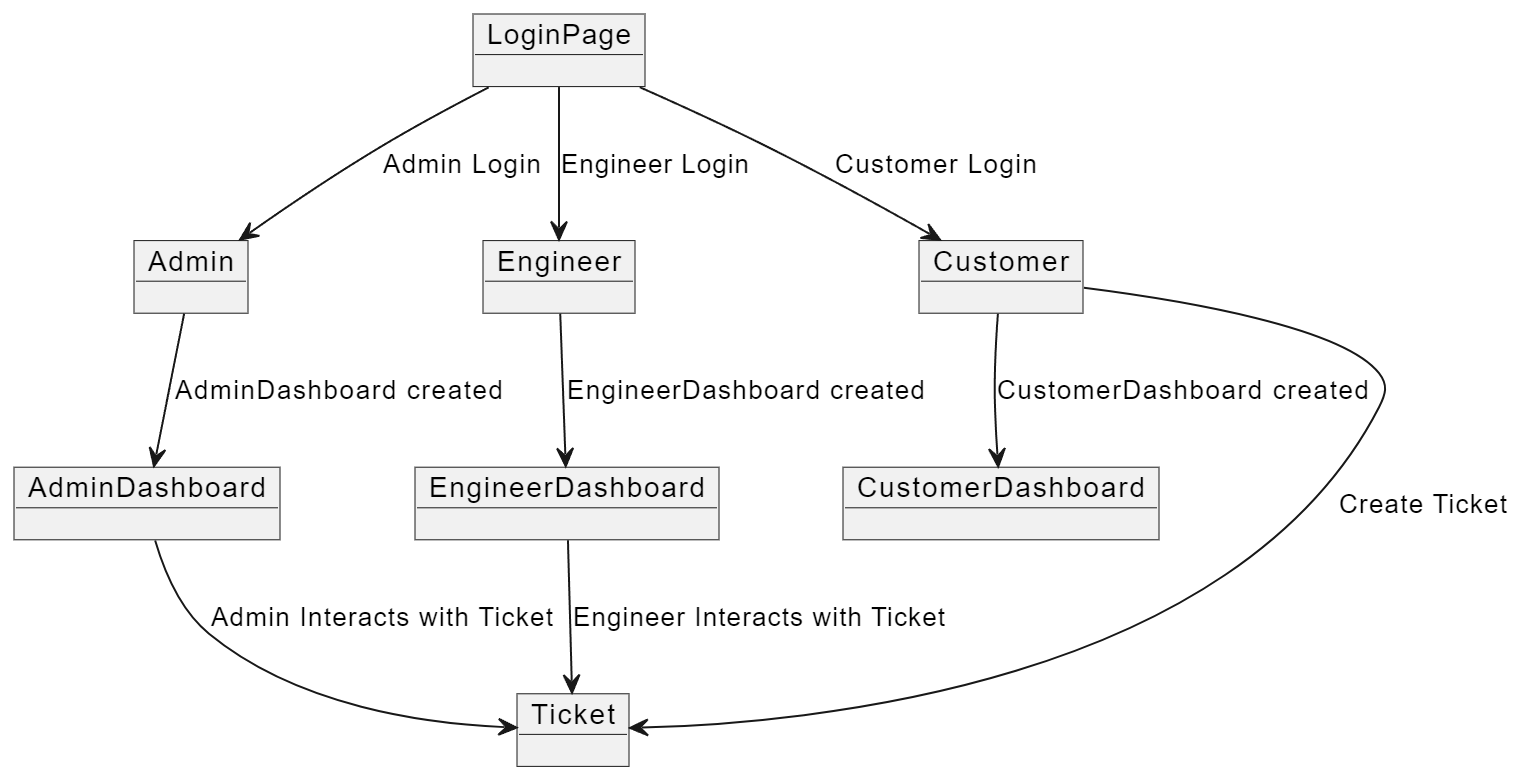 LoginPage
Admin Login
Engineer Login
Customer Login
Admin
Engineer
Customer
AdminDashboard created
EngineerDashboard created
CustomerDashboard created
AdminDashboard
EngineerDashboard
CustomerDashboard
Create Ticket
Admin Interacts with Ticket
Engineer Interacts with Ticket
Ticket